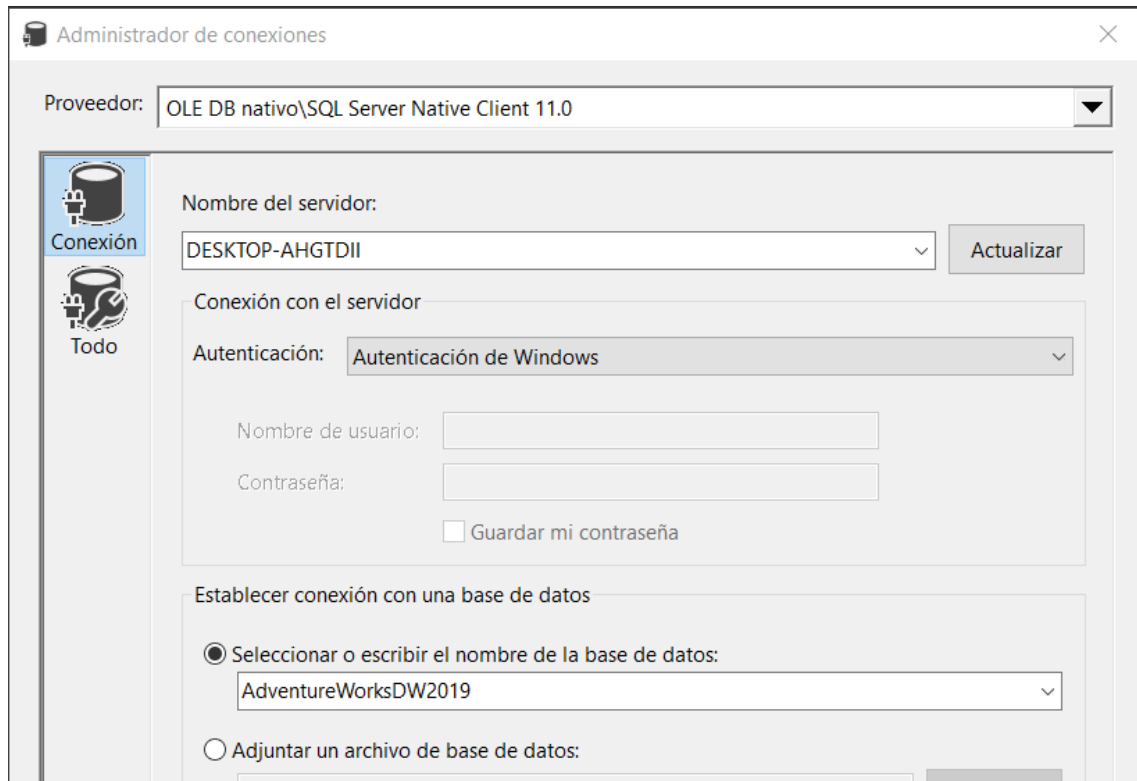 Administrador de conexiones
Proveedor: OLE DB nativo\SQL Server Native Client 11.0
Conexión
Todo
Nombre del servidor:
DESKTOP-AHGTDII
Actualizar
Conexión con el servidor
Autenticación: Autenticación de Windows
Nombre de usuario:
Contraseña:
Guardar mi contraseña
Establecer conexión con una base de datos
Seleccionar o escribir el nombre de la base de datos:
AdventureWorksDW2019
Adjuntar un archivo de base de datos: